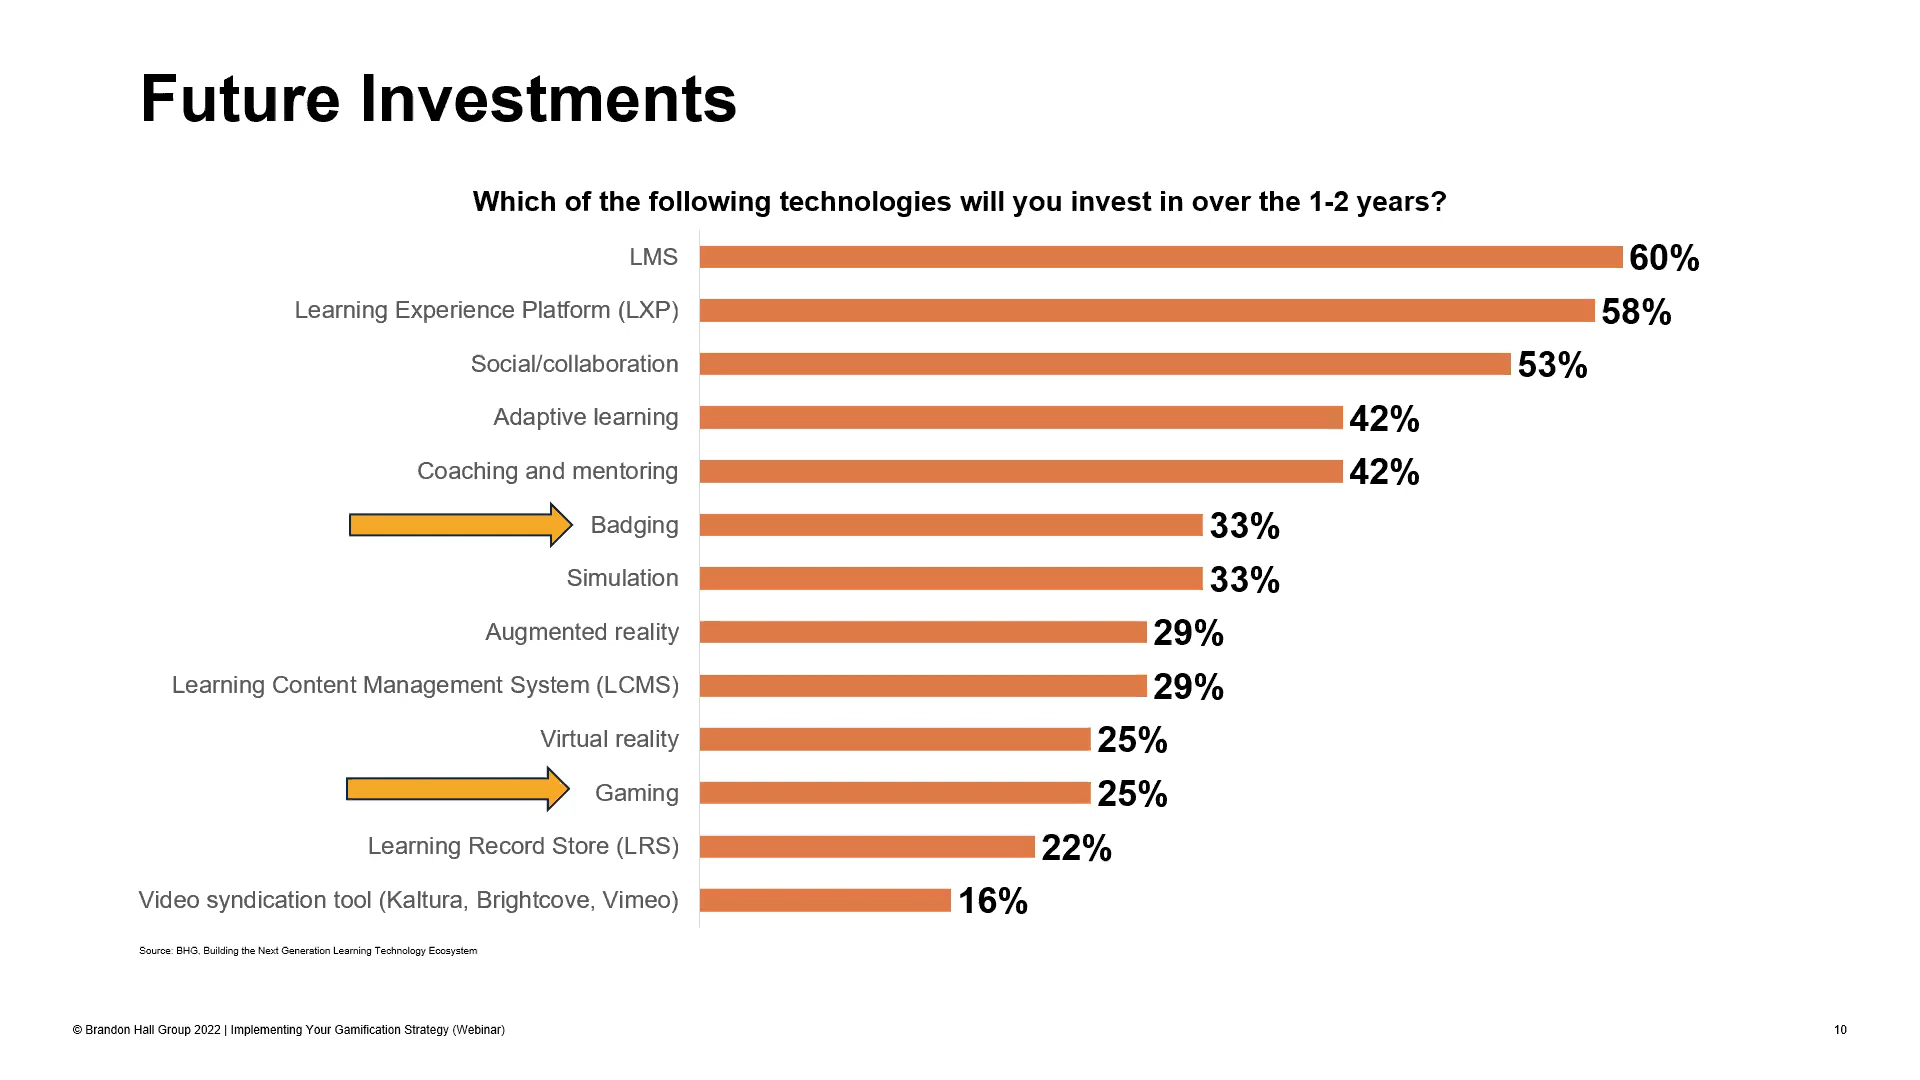 Future Investments
Which of the following technologies will you invest in over the 1-2 years?
LMS 60%
Learning Experience Platform (LXP) 58%
Social/collaboration 53%
Adaptive learning 42%
Coaching and mentoring 42%
Badging 33%
Simulation 33%
Augmented reality 29%
Learning Content Management System (LCMS) 29%
Virtual reality 25%
Gaming 25%
Learning Record Store (LRS) 22%
Video syndication tool (Kaltura, Brightcove, Vimeo) 16%
Source: BHG, Building the Next Generation Learning Technology Ecosystem
© Brandon Hall Group 2022 | Implementing Your Gamification Strategy (Webinar) 10